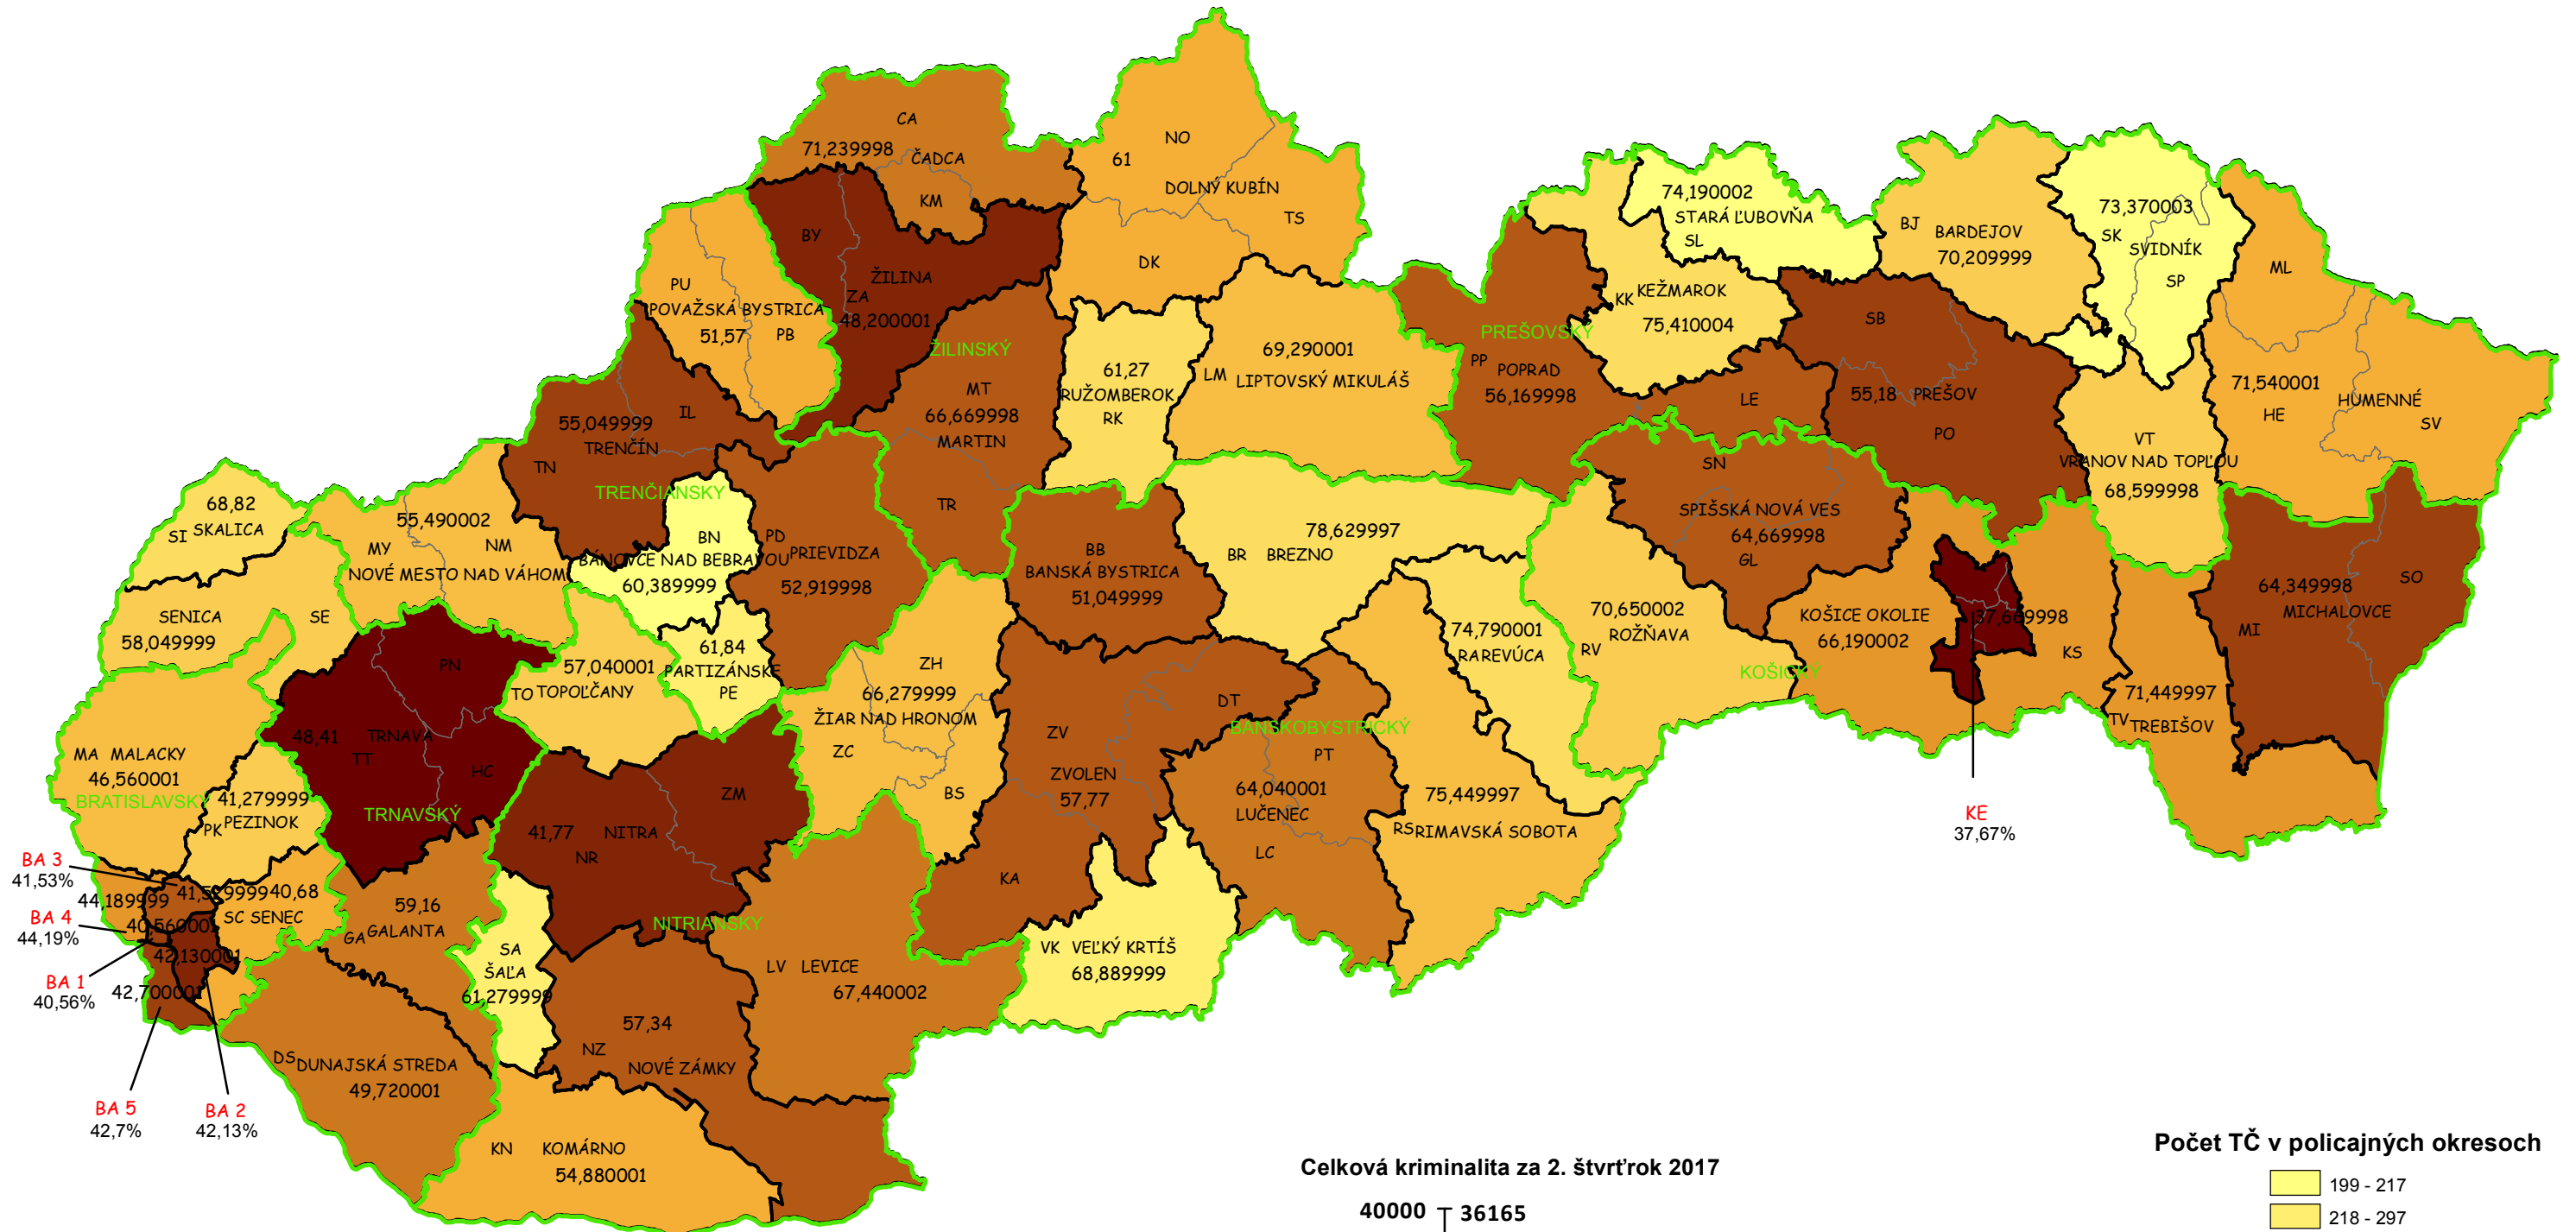 CA
71,239998
ČADCA
KM
NO
61
DOLNÝ KUBÍN
TS
DK
74,190002
STARÁ ĽUBOVŇA
SL
BJ
BARDEJOV
70,209999
73,370003
SK
SVIDNÍK
SP
ML
BY
ŽILINA
ZA
48,200001
PU
POVAŽSKÁ BYSTRICA
51,57
PB
ŽILINSKÝ
MT
66,669998
MARTIN
TR
61,27
RUŽOMBEROK
RK
69,290001
LM
LIPTOVSKÝ MIKULÁŠ
PREŠOVSKÝ
PP
POPRAD
56,169998
KK
KEŽMAROK
75,410004
SB
LE
55,18
PREŠOV
PO
71,540001
HUMENNÉ
HE
SV
VT
VRANOV NAD TOPĽOU
68,599998
55,049999
IL
TRENČÍN
TN
TRENČIANSKY
68,82
SI
SKALICA
55,490002
MY
NM
NOVÉ MESTO NAD VÁHOM
BN
BÁNOVCE NAD BEBRAVOU
60,389999
PD
PRIEVIDZA
52,919998
BB
BANSKÁ BYSTRICA
51,049999
78,629997
BR
BREZNO
SN
SPIŠSKÁ NOVÁ VES
64,669998
GL
64,349998
SO
MICHALOVCE
MI
SENICA
SE
58,049999
PN
57,040001
TO
TOPOĽČANY
61,84
PARTIZÁNSKE
PE
ZH
66,279999
ŽIAR NAD HRONOM
ZC
BS
74,790001
RA
REVÚCA
70,650002
ROŽŇAVA
RV
KOŠICE OKOLIE
66,190002
37,669998
KS
KOŠICKÝ
71,449997
TV
TREBIŠOV
MA
MALACKY
46,560001
BRATISLAVSKÝ
48,41
TRNAVA
TT
HC
TRNAVSKÝ
41,279999
PK
PEZINOK
ZM
41,77
NITRA
NR
NITRIANSKY
ZV
DT
ZVOLEN
57,77
KA
BANSKOBYSTRICKÝ
PT
64,040001
LUČENEC
LC
75,449997
RS
RIMAVSKÁ SOBOTA
KE
37,67%
BA 3
41,53%
44,189999
40,68
SC
SENEC
BA 4
44,19%
40,560001
42,130001
BA 1
40,56%
42,700001
59,16
GA
GALANTA
SA
ŠAĽA
61,279999
LV
LEVICE
67,440002
VK
VEĽKÝ KRTÍŠ
68,889999
57,34
NZ
NOVÉ ZÁMKY
DS
DUNAJSKÁ STREDA
49,720001
BA 5
42,7%
BA 2
42,13%
KN
KOMÁRNO
54,880001
Celková kriminalita za 2. štvrťrok 2017
40000
36165
Počet TČ v policajných okresoch
199 - 217
218 - 297